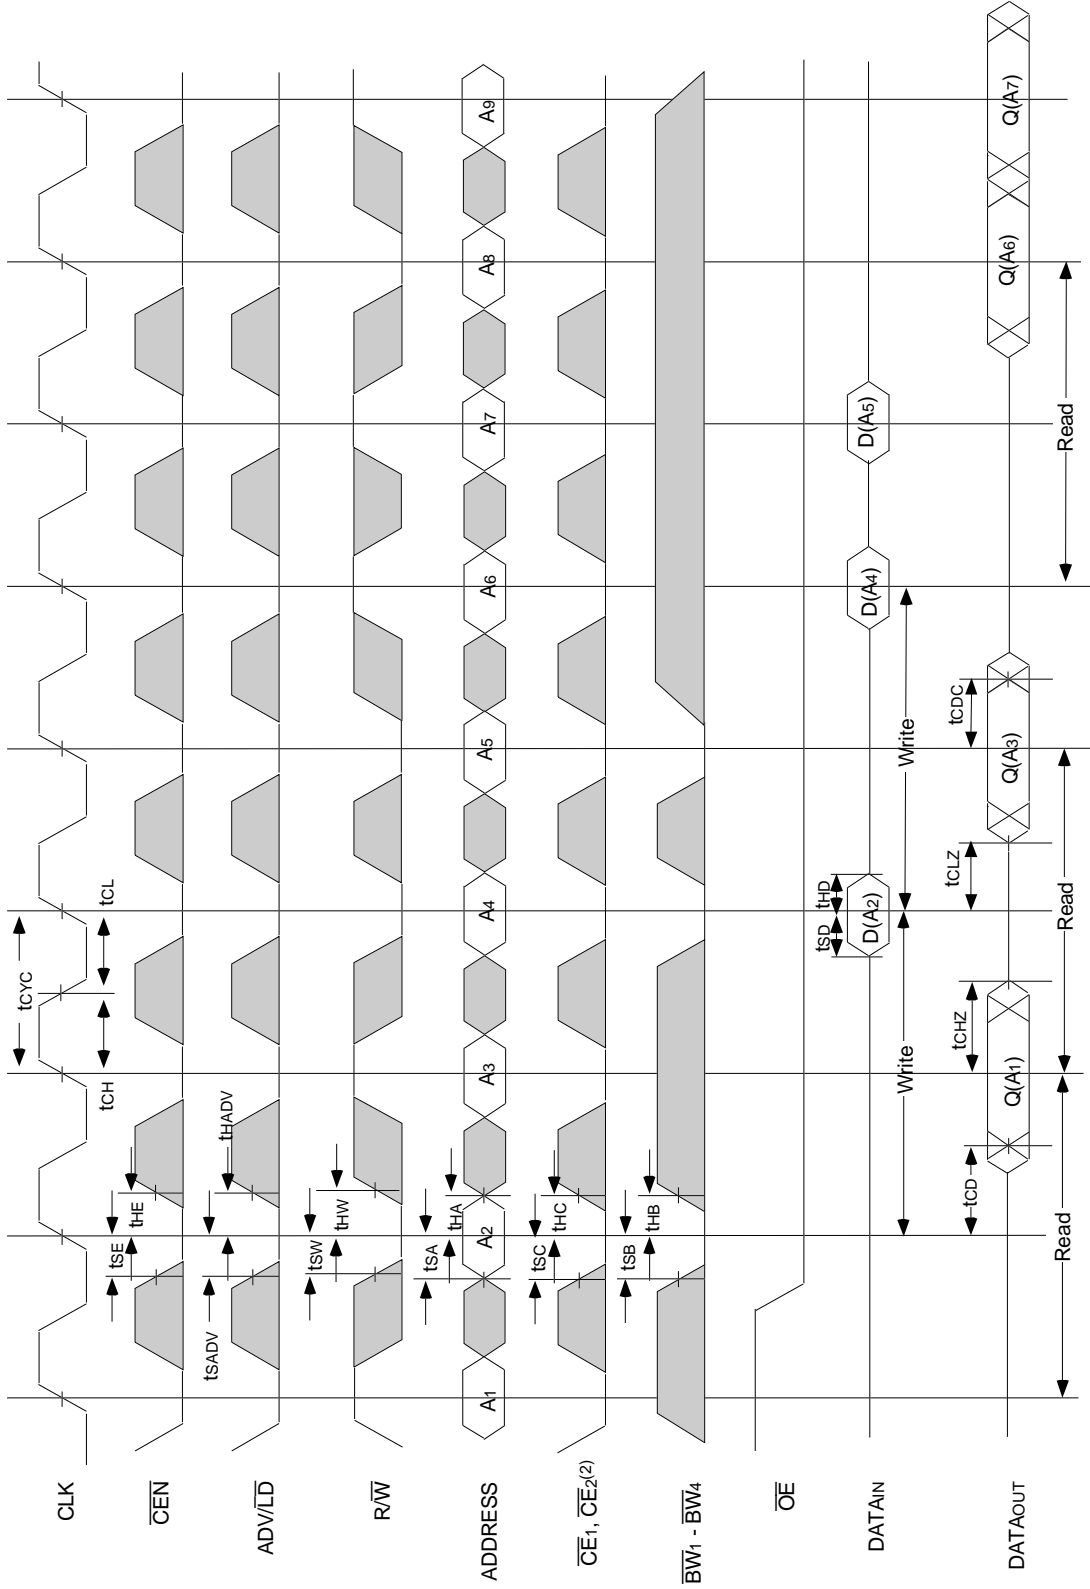 tCYC
CLK
tCH
tCL
tSE
tHE
CEN
tSADV
tHADV
ADV/LD
tSW
tHW
R/W
tSA
tHA
ADDRESS
A1
A2
A3
A4
A5
A6
A7
A8
A9
tSC
tHC
CE1, CE2(2)
tSB
tHB
BW1 - BW4
OE
tSD
tHD
DATAIN
D(A2)
D(A4)
D(A5)
Write
Write
tCD
tCHZ
tCLZ
tCDC
DATAOUT
Q(A1)
Q(A3)
Q(A6)
Q(A7)
Read
Read
Read